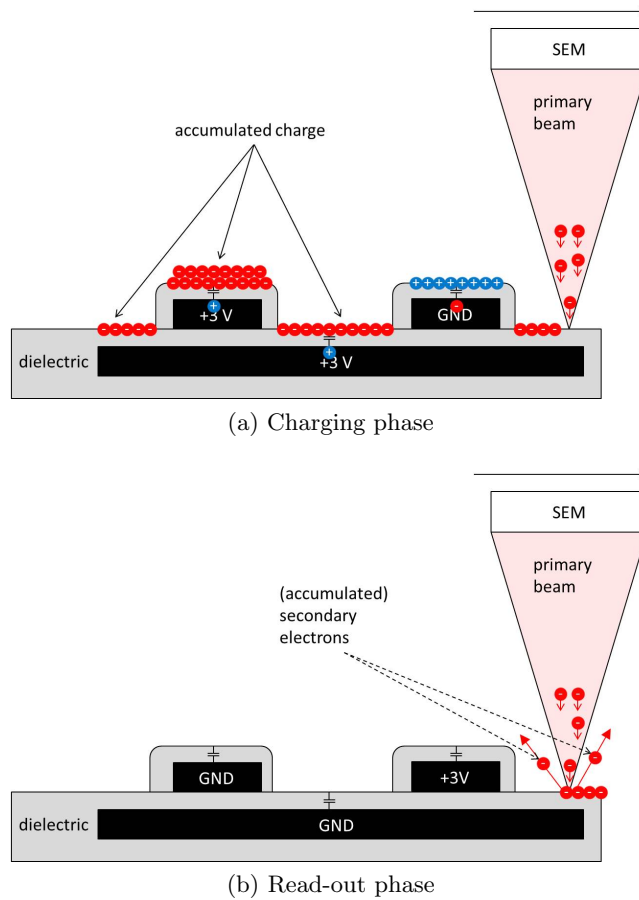 SEM
primary
beam
accumulated charge
+3 V
GND
dielectric
+3 V
(a) Charging phase
SEM
primary
beam
(accumulated)
secondary
electrons
GND
+3V
dielectric
GND
(b) Read-out phase